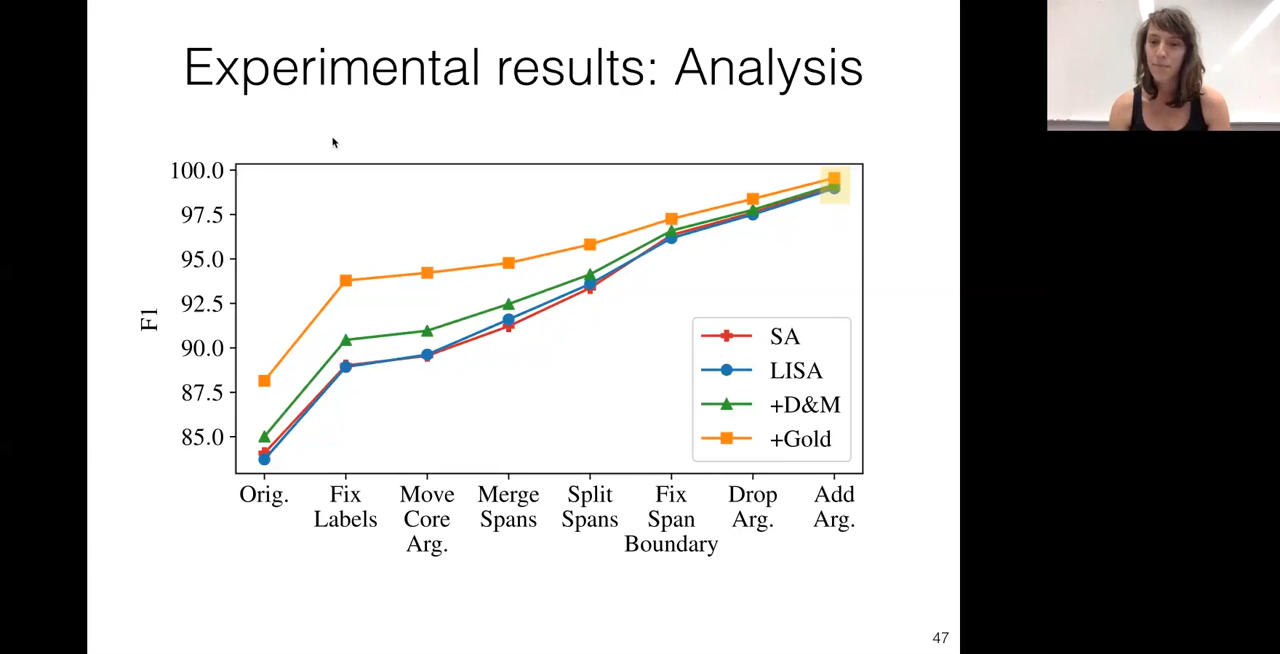 Experimental results: Analysis
100.0
97.5
95.0
92.5
90.0
87.5
85.0
F1
SA
LISA
+D&M
+Gold
Orig.
Fix
Labels
Move
Core
Arg.
Merge
Spans
Split
Spans
Fix
Span
Boundary
Drop
Arg.
Add
Arg.
47